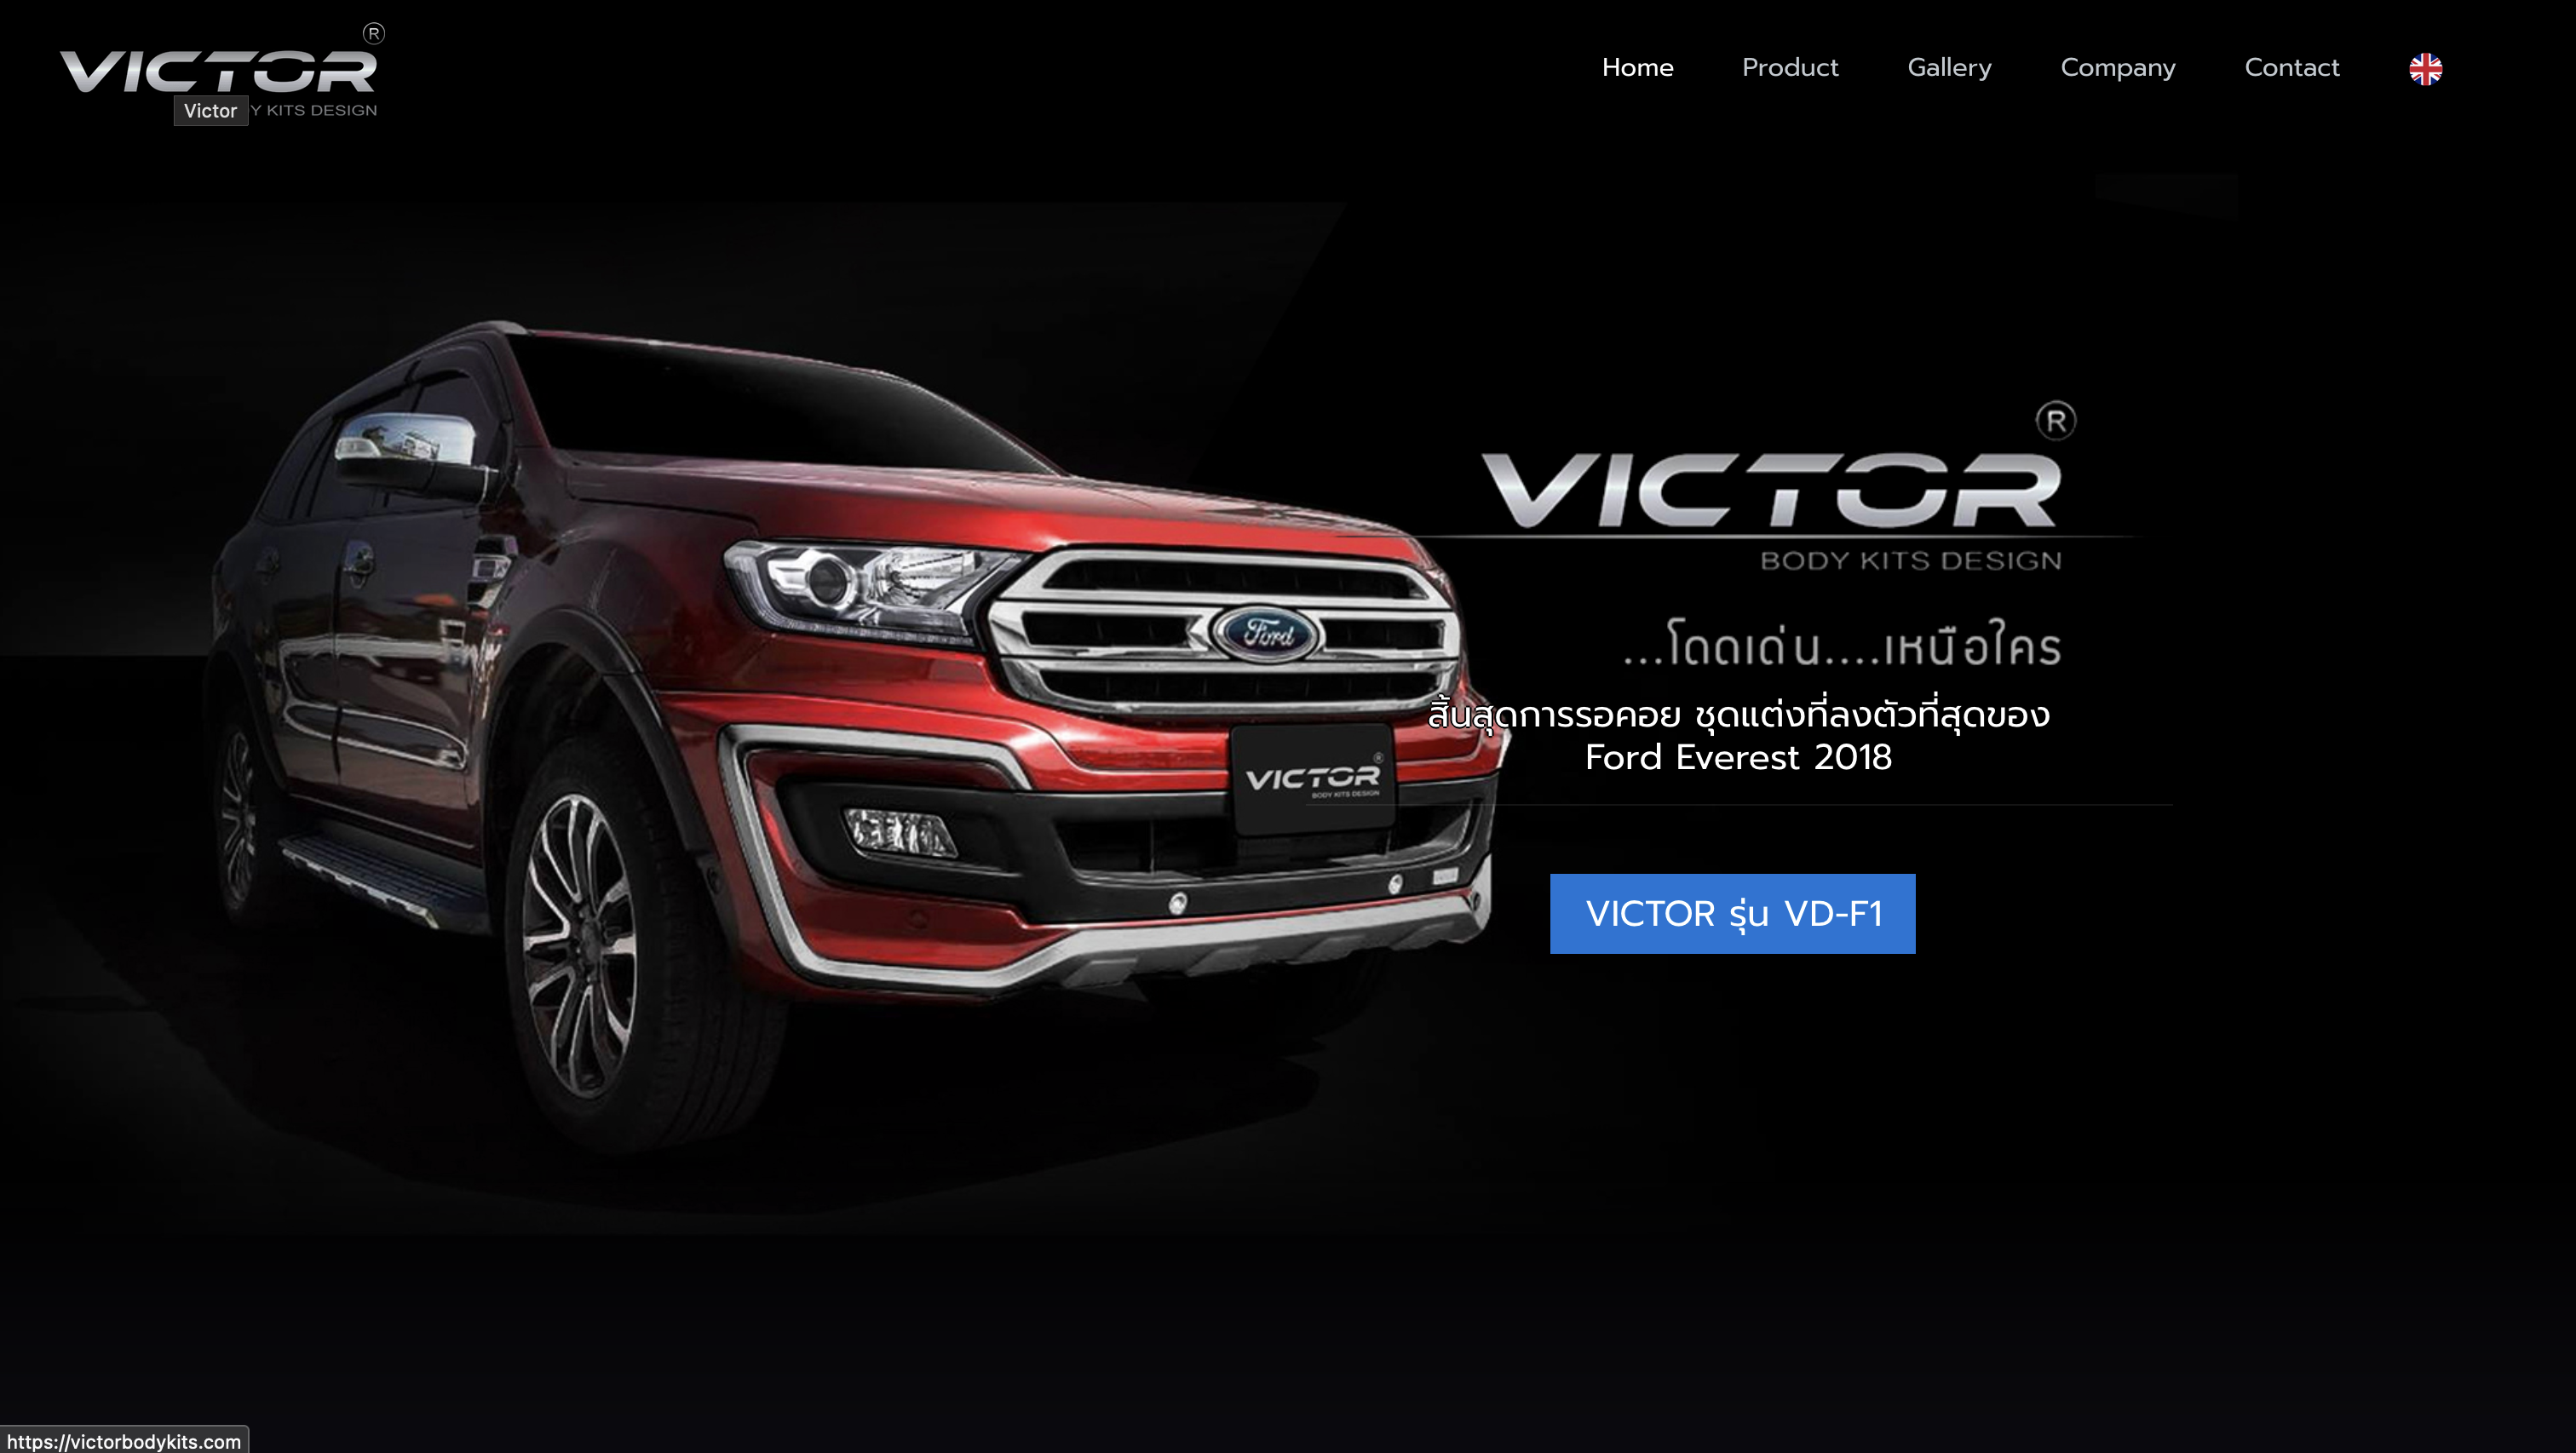 VICTOR ®
Y KITS DESIGN
Victor
Home Product Gallery Company Contact
VICTOR ®
BODY KITS DESIGN
...โดดเด่น....เหนือใคร
สิ้นสุดการรอคอย ชุดแต่งที่ลงตัวที่สุดของ
Ford Everest 2018
VICTOR รุ่น VD-F1
Ford
VICTOR ®
BODY KITS DESIGN
https://victorbodykits.com